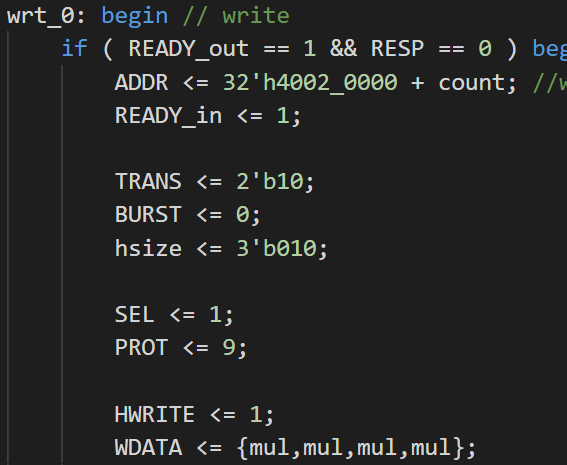 wrt_0: begin // write
if ( READY_out == 1 && RESP == 0 ) beg
ADDR <= 32'h4002_0000 + count; //w
READY_in <= 1;
TRANS <= 2'b10;
BURST <= 0;
hsize <= 3'b010;
SEL <= 1;
PROT <= 9;
HWRITE <= 1;
WDATA <= {mul,mul,mul,mul};